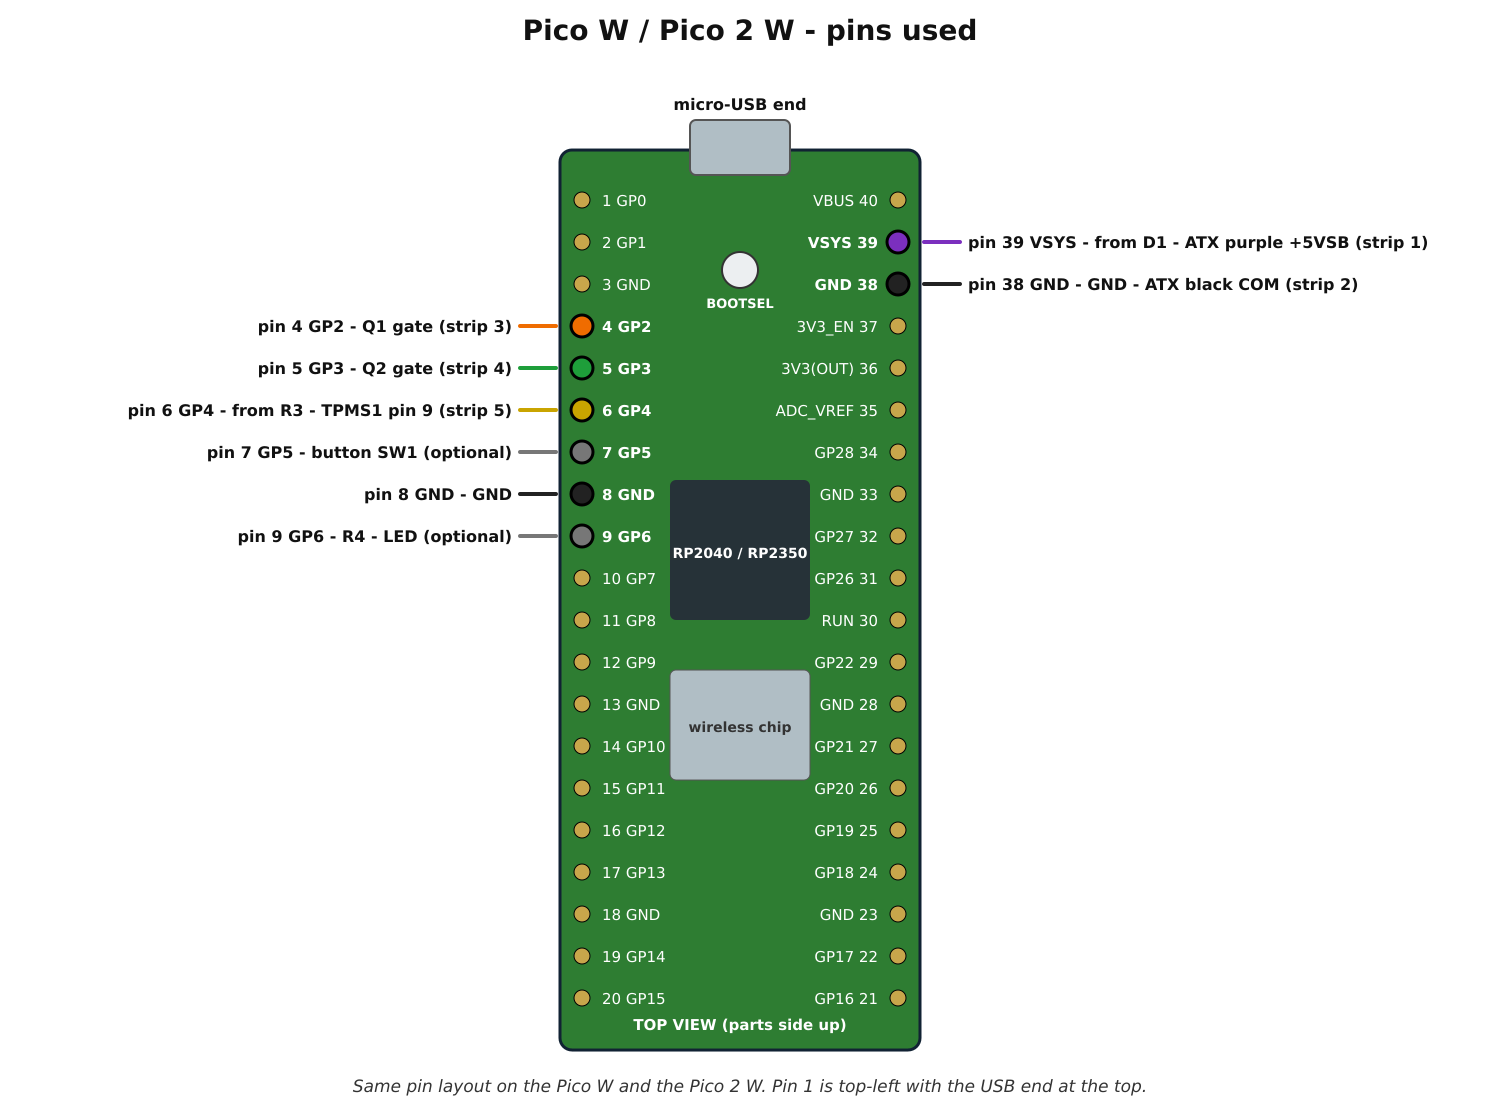 Pico W / Pico 2 W - pins used
micro-USB end
1 GP0
VBUS 40
2 GP1
VSYS 39
pin 39 VSYS - from D1 - ATX purple +5VSB (strip 1)
3 GND
BOOTSEL
GND 38
pin 38 GND - GND - ATX black COM (strip 2)
pin 4 GP2 - Q1 gate (strip 3)
4 GP2
3V3_EN 37
pin 5 GP3 - Q2 gate (strip 4)
5 GP3
3V3(OUT) 36
pin 6 GP4 - from R3 - TPMS1 pin 9 (strip 5)
6 GP4
ADC_VREF 35
pin 7 GP5 - button SW1 (optional)
7 GP5
GP28 34
pin 8 GND - GND
8 GND
GND 33
pin 9 GP6 - R4 - LED (optional)
9 GP6
RP2040 / RP2350
GP27 32
10 GP7
GP26 31
11 GP8
RUN 30
12 GP9
GP22 29
13 GND
wireless chip
GND 28
14 GP10
GP21 27
15 GP11
GP20 26
16 GP12
GP19 25
17 GP13
GP18 24
18 GND
GND 23
19 GP14
GP17 22
20 GP15
GP16 21
TOP VIEW (parts side up)
Same pin layout on the Pico W and the Pico 2 W. Pin 1 is top-left with the USB end at the top.